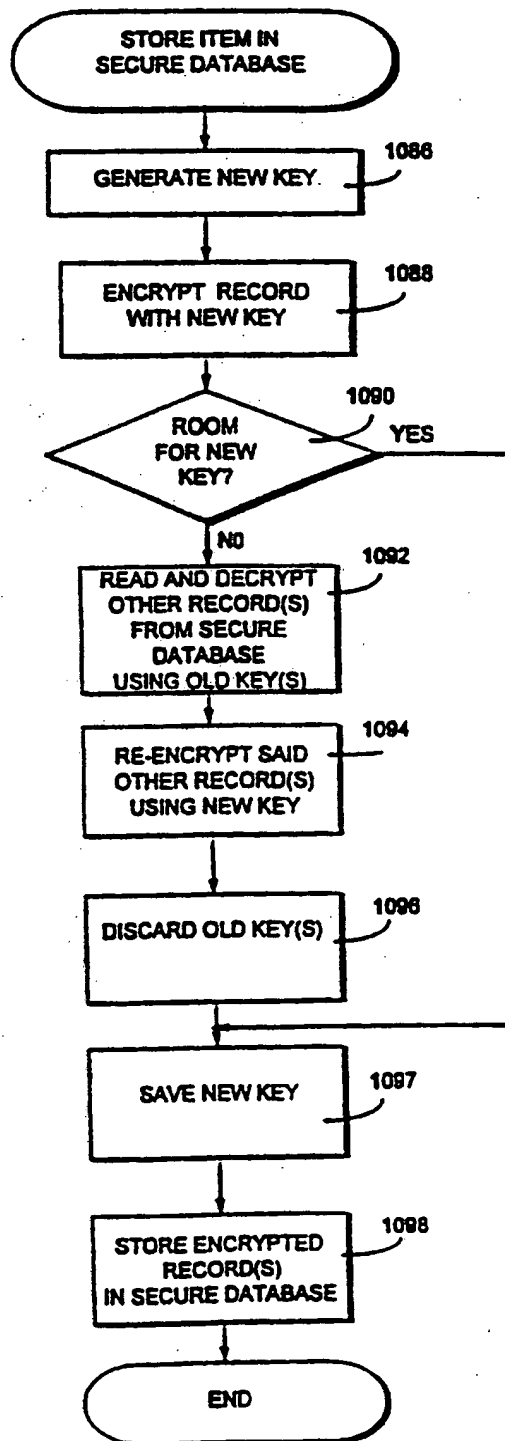 STORE ITEM IN
SECURE DATABASE
1086
GENERATE NEW KEY
1088
ENCRYPT RECORD
WITH NEW KEY
1090
ROOM
FOR NEW
KEY?
YES
NO
1092
READ AND DECRYPT
OTHER RECORD(S)
FROM SECURE
DATABASE
USING OLD KEY(S)
1094
RE-ENCRYPT SAID
OTHER RECORD(S)
USING NEW KEY
1096
DISCARD OLD KEY(S)
1097
SAVE NEW KEY
1098
STORE ENCRYPTED
RECORD(S)
IN SECURE DATABASE
END